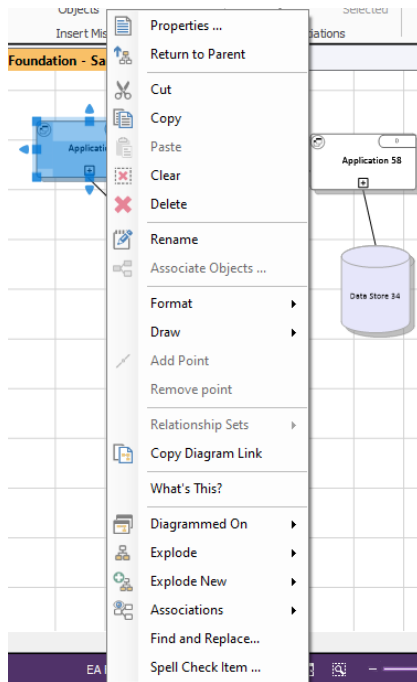 Objects
Selected
Insert Mis
iations
Foundation - Sa
Properties ...
Return to Parent
Cut
Copy
Paste
Clear
Delete
Rename
Associate Objects ...
Format
Draw
Add Point
Remove point
Relationship Sets
Copy Diagram Link
What's This?
Diagrammed On
Explode
Explode New
Associations
Find and Replace...
Spell Check Item ...
Applicati
0
Application 58
Data Store 34
EA I